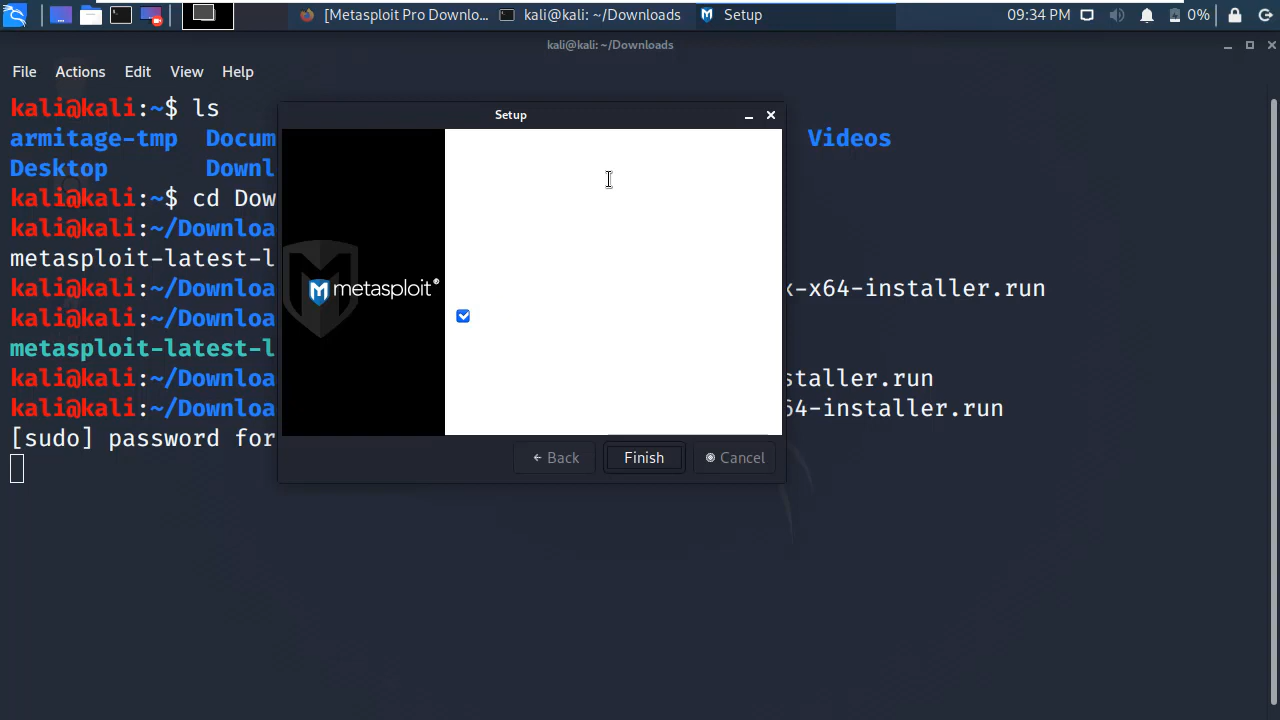 [Metasploit Pro Downlo... kali@kali: ~/Downloads Setup 09:34 PM 0%
kali@kali: ~/Downloads
File Actions Edit View Help
kali@kali:~$ ls
armitage-tmp Docum Videos
Desktop Downl
kali@kali:~$ cd Dow
kali@kali:~/Downloa
metasploit-latest-l
kali@kali:~/Downloa x-x64-installer.run
kali@kali:~/Downloa
metasploit-latest-l
kali@kali:~/Downloa staller.run
kali@kali:~/Downloa 64-installer.run
[sudo] password for
Setup
metasploit®
Back Finish Cancel